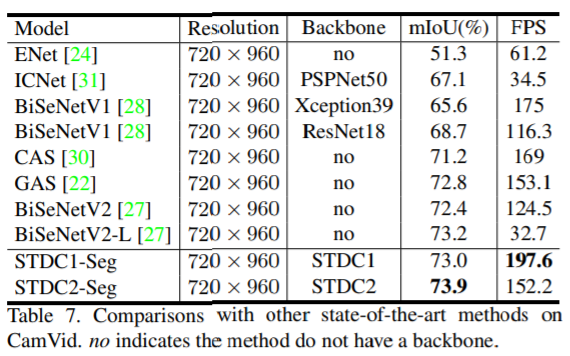 Model Resolution Backbone mIoU(%) FPS
ENet [24] 720 × 960 no 51.3 61.2
ICNet [31] 720 × 960 PSPNet50 67.1 34.5
BiSeNetV1 [28] 720 × 960 Xception39 65.6 175
BiSeNetV1 [28] 720 × 960 ResNet18 68.7 116.3
CAS [30] 720 × 960 no 71.2 169
GAS [22] 720 × 960 no 72.8 153.1
BiSeNetV2 [27] 720 × 960 no 72.4 124.5
BiSeNetV2-L [27] 720 × 960 no 73.2 32.7
STDC1-Seg 720 × 960 STDC1 73.0 197.6
STDC2-Seg 720 × 960 STDC2 73.9 152.2
Table 7. Comparisons with other state-of-the-art methods on
CamVid. no indicates the method do not have a backbone.